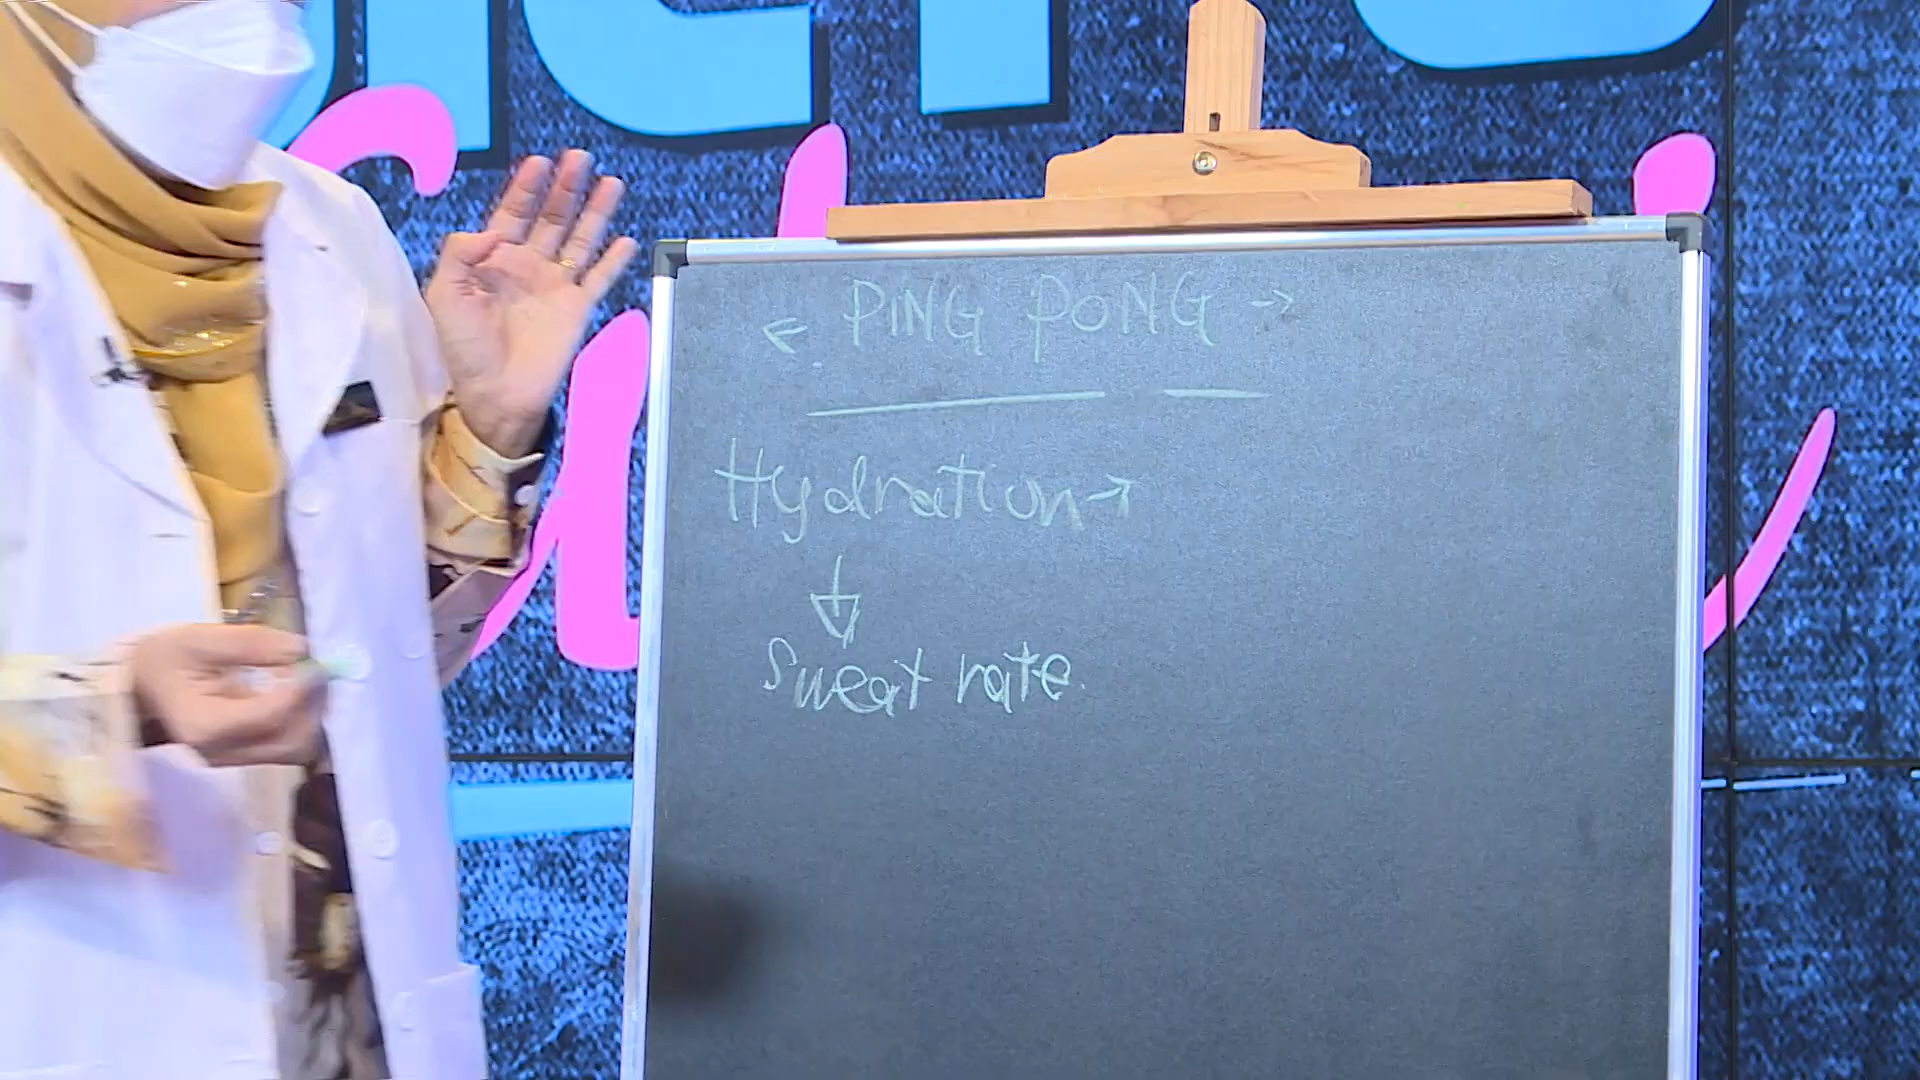 ← PING PONG →
Hydration →
↓
Sweat rate.